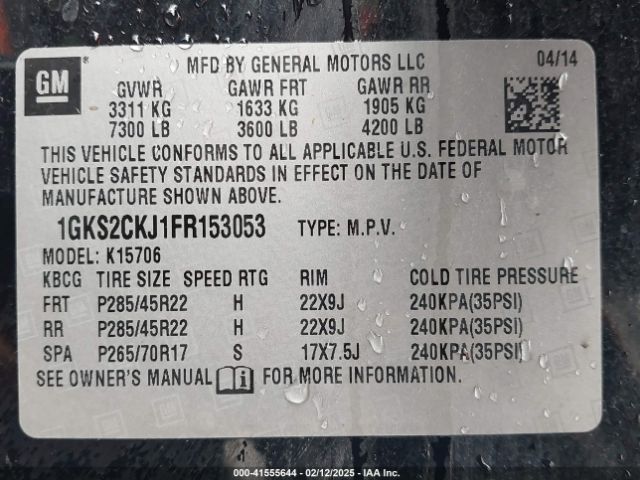 GM ® MFD BY GENERAL MOTORS LLC 04/14
GVWR GAWR FRT GAWR RR
3311 KG 1633 KG 1905 KG
7300 LB 3600 LB 4200 LB
THIS VEHICLE CONFORMS TO ALL APPLICABLE U.S. FEDERAL MOTOR
VEHICLE SAFETY STANDARDS IN EFFECT ON THE DATE OF
MANUFACTURE SHOWN ABOVE.
1GKS2CKJ1FR153053 TYPE: M.P.V.
MODEL: K15706
KBCG TIRE SIZE SPEED RTG RIM COLD TIRE PRESSURE
FRT P285/45R22 H 22X9J 240KPA(35PSI)
RR P285/45R22 H 22X9J 240KPA(35PSI)
SPA P265/70R17 S 17X7.5J 240KPA(35PSI)
SEE OWNER'S MANUAL FOR MORE INFORMATION.
000-41555644 - 02/12/2025 - IAA Inc.